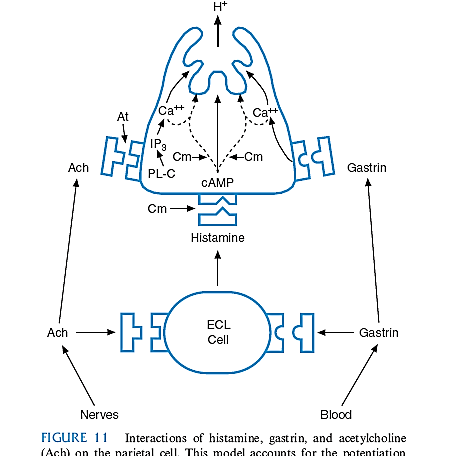 H⁺
Ca⁺⁺ Ca⁺⁺
At
IP₃
Cm Cm
Ach PL-C Gastrin
cAMP
Cm
Histamine
ECL
Cell
Ach Gastrin
Nerves Blood
FIGURE 11 Interactions of histamine, gastrin, and acetylcholine
(Ach) on the parietal cell. This model accounts for the potentiation